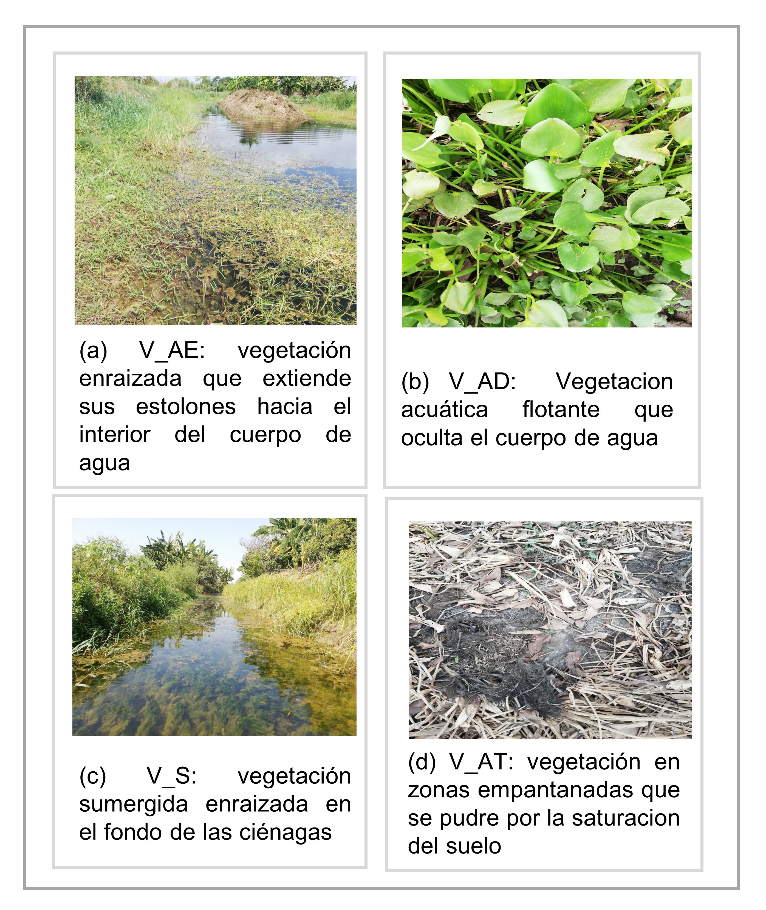 (a) V_AE: vegetación
enraizada que extiende
sus estolones hacia el
interior del cuerpo de
agua
(b) V_AD: Vegetacion
acuática flotante que
oculta el cuerpo de agua
(c) V_S: vegetación
sumergida enraizada en
el fondo de las ciénagas
(d) V_AT: vegetación en
zonas empantanadas que
se pudre por la saturacion
del suelo